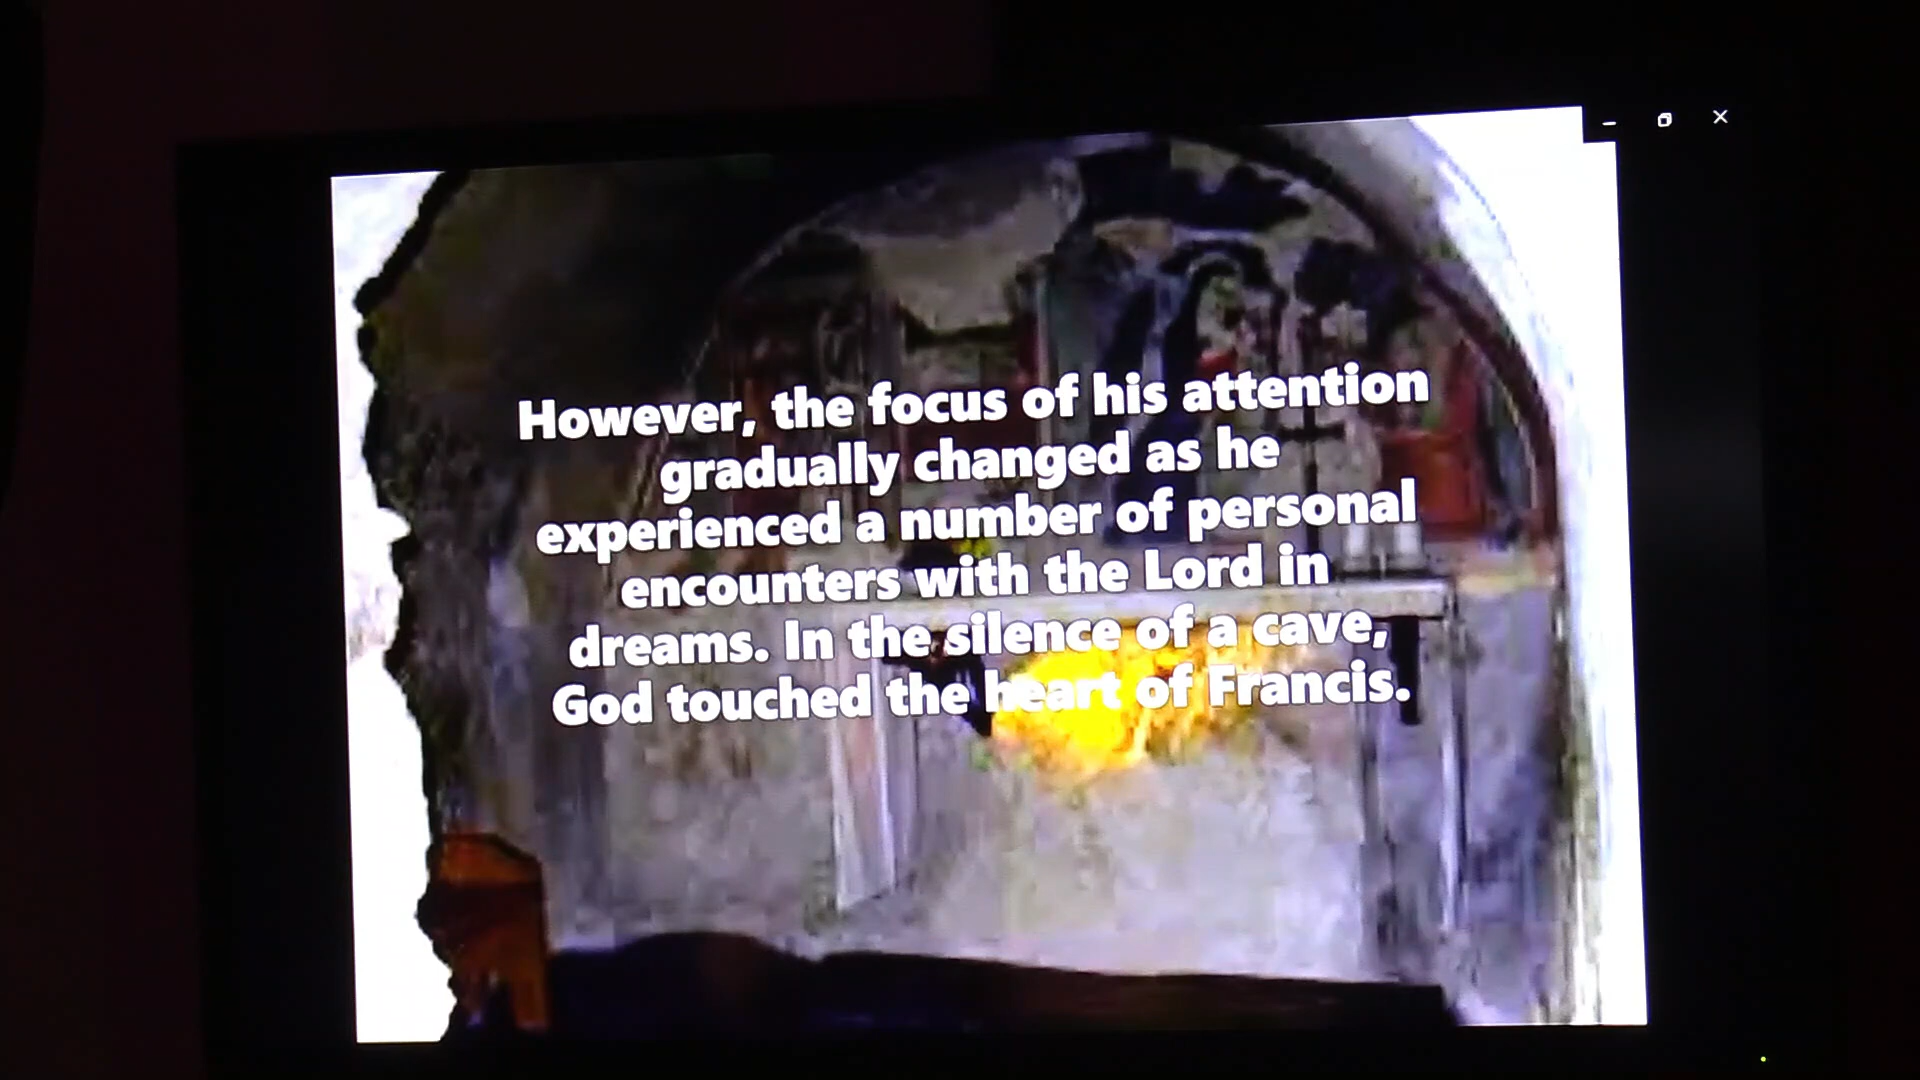 However, the focus of his attention
gradually changed as he
experienced a number of personal
encounters with the Lord in
dreams. In the silence of a cave,
God touched the heart of Francis.